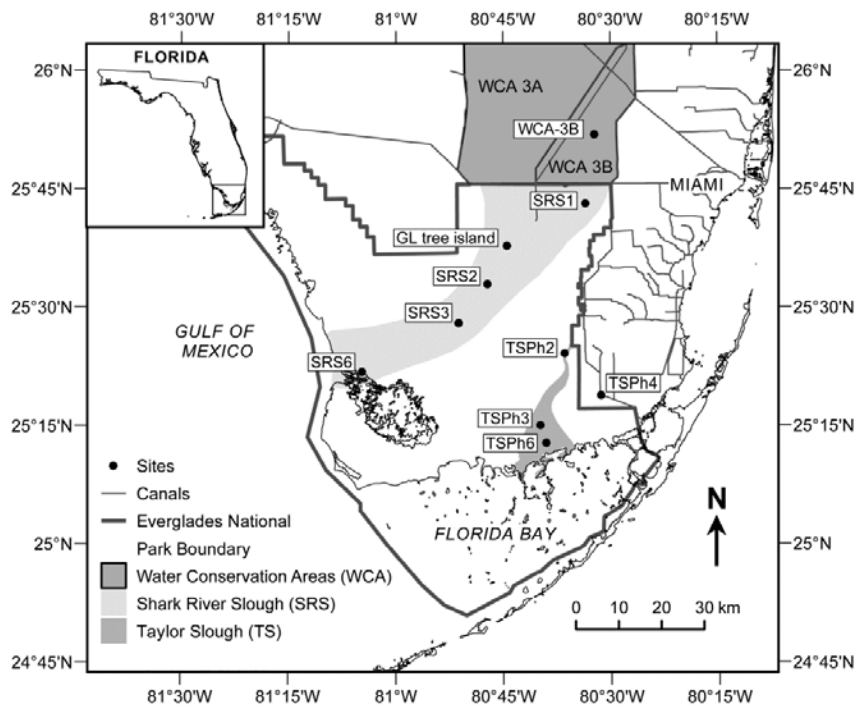 81°30'W 81°15'W 81°W 80°45'W 80°30'W 80°15'W
FLORIDA
26°N 26°N
WCA 3A
WCA-3B
WCA 3B
25°45'N 25°45'N
MIAMI
SRS1
GL tree island
SRS2
25°30'N 25°30'N
SRS3
GULF OF
MEXICO
TSPh2
SRS6
TSPh4
25°15'N 25°15'N
TSPh3
TSPh6
Sites
Canals
Everglades National
Park Boundary
Water Conservation Areas (WCA)
Shark River Slough (SRS)
Taylor Slough (TS)
FLORIDA BAY
N
25°N 25°N
0 5 10 20 30 km
24°45'N 24°45'N
81°30'W 81°15'W 81°W 80°45'W 80°30'W 80°15'W